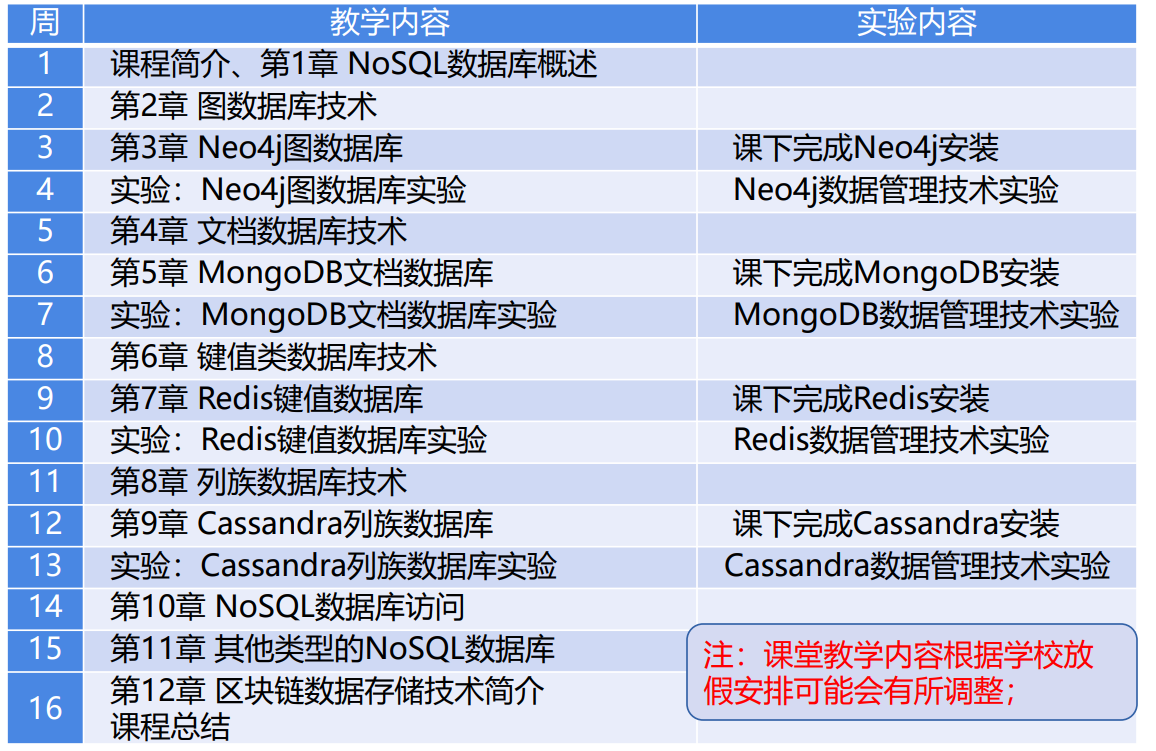 周 教学内容 实验内容
1 课程简介、第1章 NoSQL数据库概述
2 第2章 图数据库技术
3 第3章 Neo4j图数据库 课下完成Neo4j安装
4 实验：Neo4j图数据库实验 Neo4j数据管理技术实验
5 第4章 文档数据库技术
6 第5章 MongoDB文档数据库 课下完成MongoDB安装
7 实验：MongoDB文档数据库实验 MongoDB数据管理技术实验
8 第6章 键值类数据库技术
9 第7章 Redis键值数据库 课下完成Redis安装
10 实验：Redis键值数据库实验 Redis数据管理技术实验
11 第8章 列族数据库技术
12 第9章 Cassandra列族数据库 课下完成Cassandra安装
13 实验：Cassandra列族数据库实验 Cassandra数据管理技术实验
14 第10章 NoSQL数据库访问
15 第11章 其他类型的NoSQL数据库
16 第12章 区块链数据存储技术简介
课程总结
注：课堂教学内容根据学校放
假安排可能会有所调整；